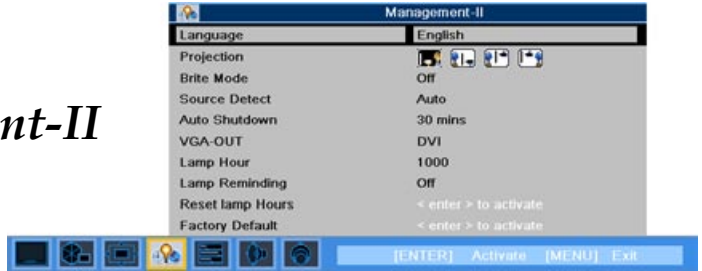 nt-II
Management-II
Language English
Projection
Brite Mode Off
Source Detect Auto
Auto Shutdown 30 mins
VGA-OUT DVI
Lamp Hour 1000
Lamp Reminding Off
Reset lamp Hours < enter > to activate
Factory Default < enter > to activate
[ENTER] Activate [MENU] Exit